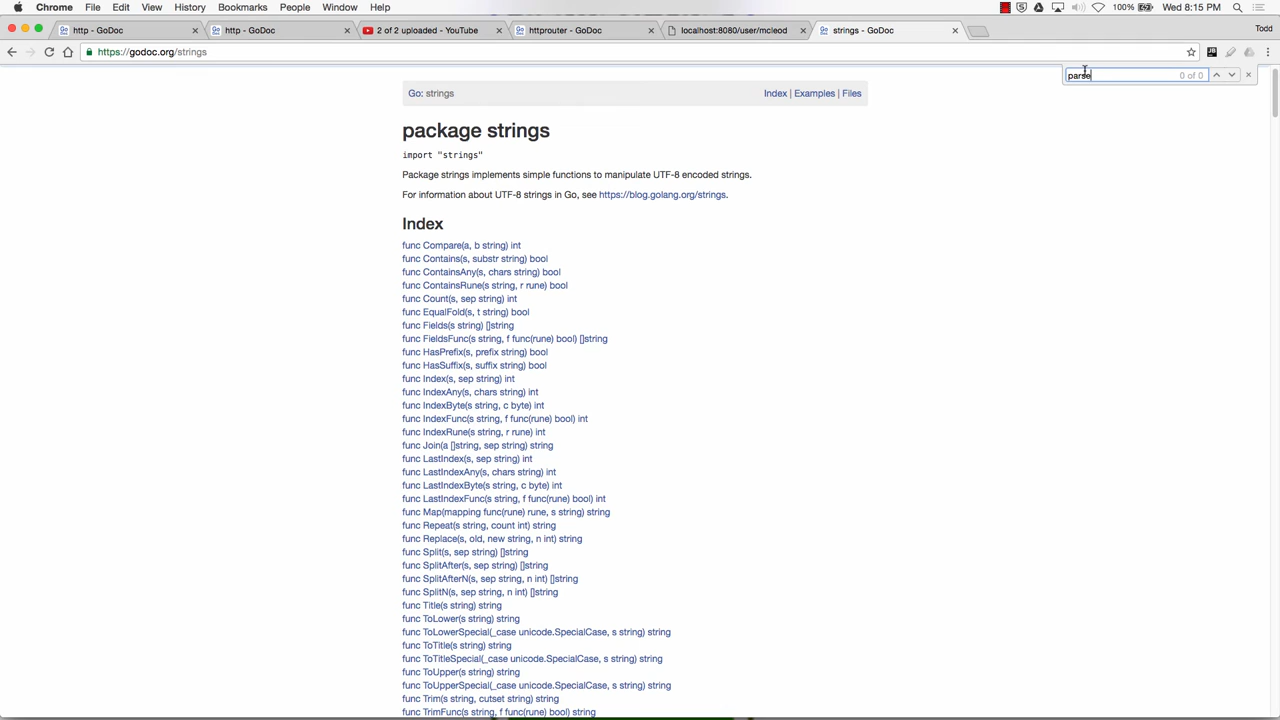 Chrome File Edit View History Bookmarks People Window Help 100% Wed 8:15 PM
http - GoDoc http - GoDoc 2 of 2 uploaded - YouTube httprouter - GoDoc localhost:8080/user/mcleod strings - GoDoc Todd
https://godoc.org/strings
parse 0 of 0
Go: strings Index | Examples | Files
package strings
import "strings"
Package strings implements simple functions to manipulate UTF-8 encoded strings.
For information about UTF-8 strings in Go, see https://blog.golang.org/strings.
Index
func Compare(a, b string) int
func Contains(s, substr string) bool
func ContainsAny(s, chars string) bool
func ContainsRune(s string, r rune) bool
func Count(s, sep string) int
func EqualFold(s, t string) bool
func Fields(s string) []string
func FieldsFunc(s string, f func(rune) bool) []string
func HasPrefix(s, prefix string) bool
func HasSuffix(s, suffix string) bool
func Index(s, sep string) int
func IndexAny(s, chars string) int
func IndexByte(s string, c byte) int
func IndexFunc(s string, f func(rune) bool) int
func IndexRune(s string, r rune) int
func Join(a []string, sep string) string
func LastIndex(s, sep string) int
func LastIndexAny(s, chars string) int
func LastIndexByte(s string, c byte) int
func LastIndexFunc(s string, f func(rune) bool) int
func Map(mapping func(rune) rune, s string) string
func Repeat(s string, count int) string
func Replace(s, old, new string, n int) string
func Split(s, sep string) []string
func SplitAfter(s, sep string) []string
func SplitAfterN(s, sep string, n int) []string
func SplitN(s, sep string, n int) []string
func Title(s string) string
func ToLower(s string) string
func ToLowerSpecial(_case unicode.SpecialCase, s string) string
func ToTitle(s string) string
func ToTitleSpecial(_case unicode.SpecialCase, s string) string
func ToUpper(s string) string
func ToUpperSpecial(_case unicode.SpecialCase, s string) string
func Trim(s string, cutset string) string
func TrimFunc(s string, f func(rune) bool) string